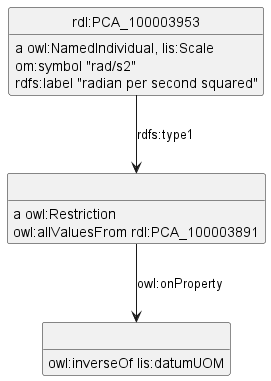 rdl:PCA_100003953
a owl:NamedIndividual, lis:Scale
om:symbol "rad/s2"
rdfs:label "radian per second squared"
rdfs:type1
a owl:Restriction
owl:allValuesFrom rdl:PCA_100003891
owl:onProperty
owl:inverseOf lis:datumUOM